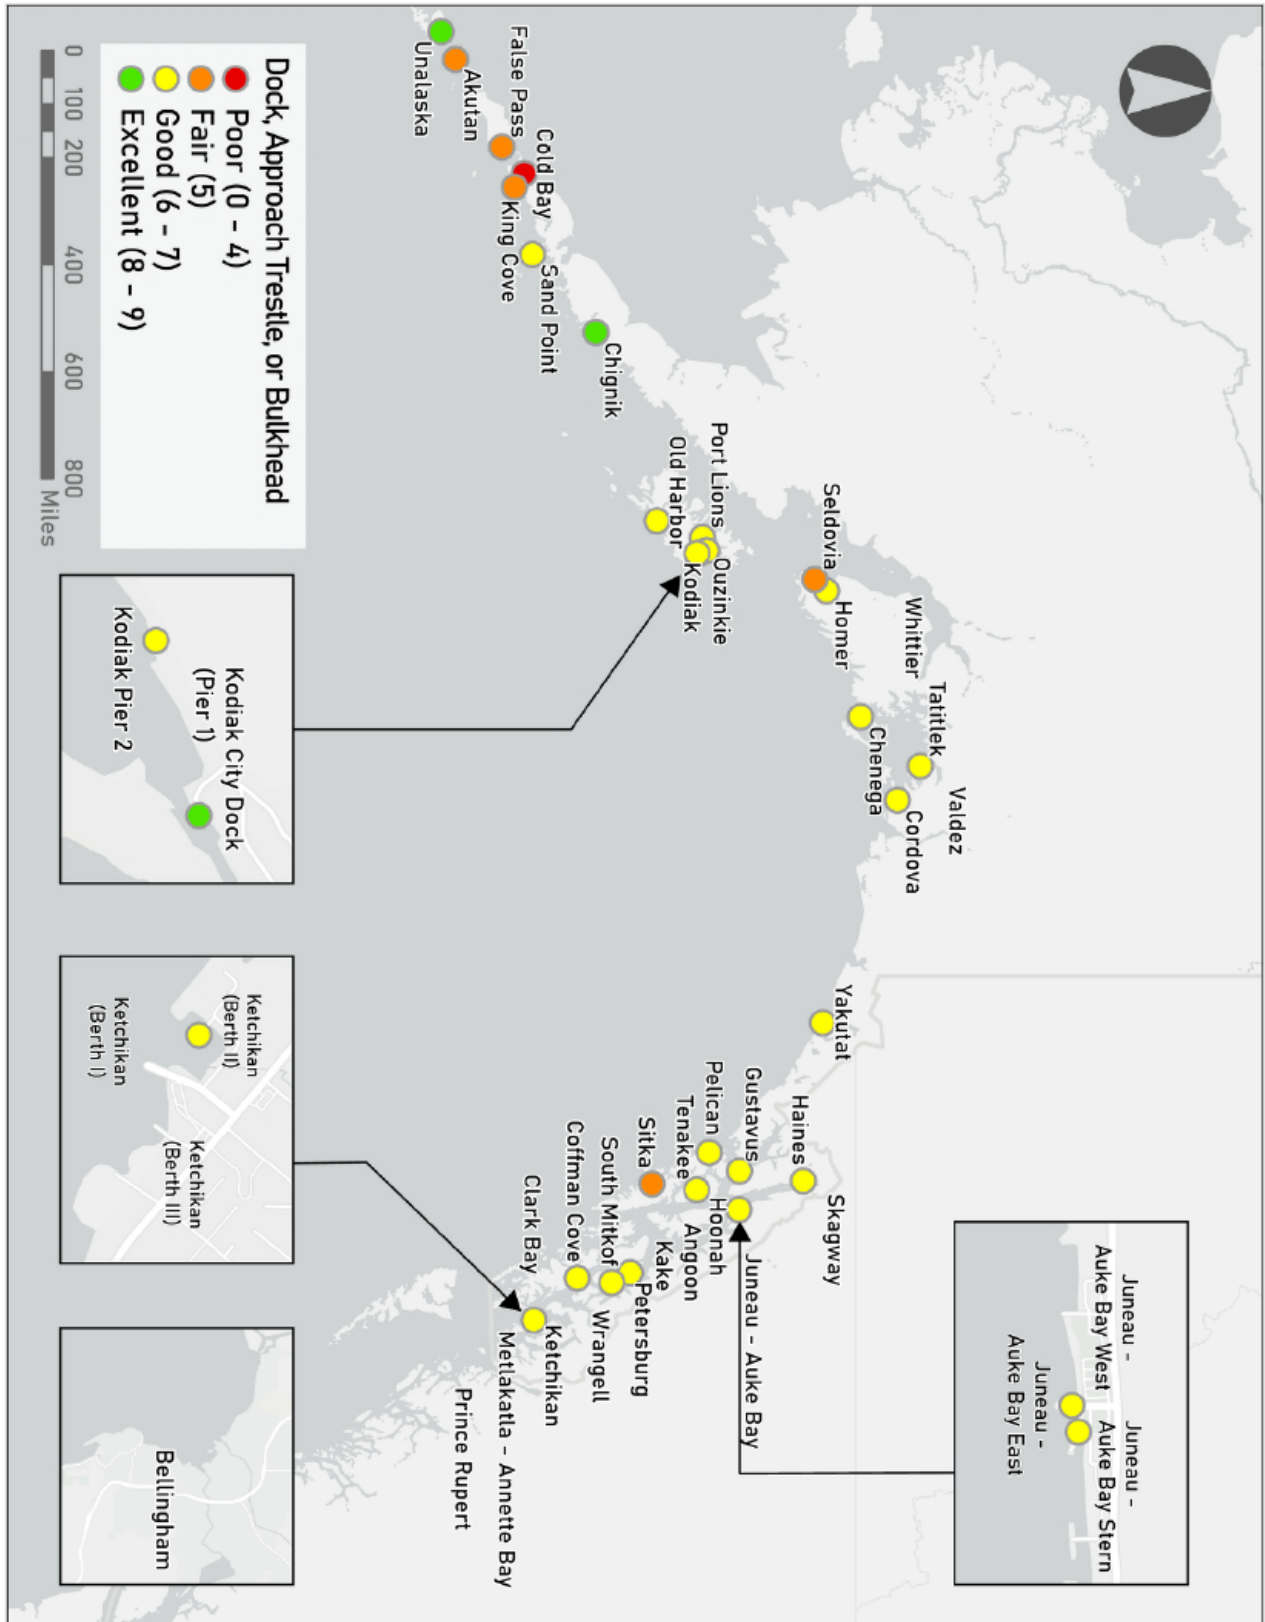 Dock, Approach Trestle, or Bulkhead
Poor (0 - 4)
Fair (5)
Good (6 - 7)
Excellent (8 - 9)
0 100 200 400 600 800
Miles
Unalaska
Akutan
False Pass
Cold Bay
King Cove
Sand Point
Chignik
Port Lions
Old Harbor
Ouzinkie
Kodiak
Seldovia
Homer
Whittier
Tatitlek
Chenega
Valdez
Cordova
Yakutat
Haines
Skagway
Gustavus
Pelican
Tenakee
Hoonah
Angoon
Juneau - Auke Bay
Sitka
Kake
South Mitkof
Petersburg
Coffman Cove
Wrangell
Clark Bay
Ketchikan
Metlakatla - Annette Bay
Prince Rupert
Juneau -
Auke Bay West
Juneau -
Auke Bay Stern
Juneau -
Auke Bay East
Kodiak City Dock
(Pier 1)
Kodiak Pier 2
Ketchikan
(Berth II)
Ketchikan
(Berth I)
Ketchikan
(Berth III)
Bellingham